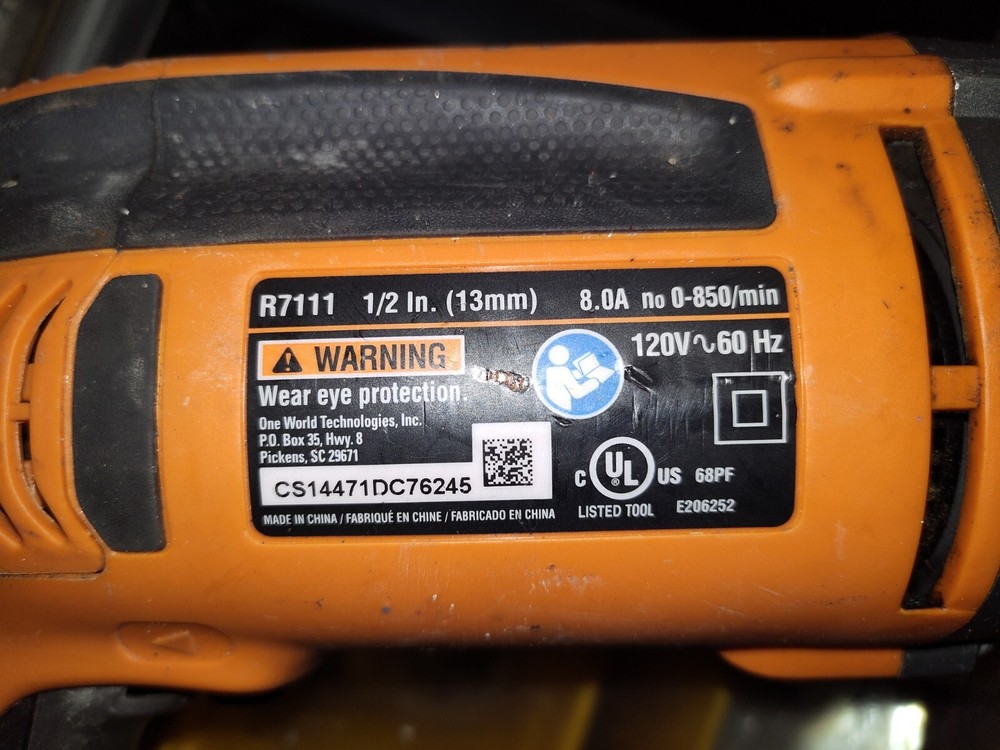 R7111 1/2 In. (13mm) 8.0A no 0-850/min
⚠ WARNING
120V∿60 Hz
Wear eye protection.
One World Technologies, Inc.
P.O. Box 35, Hwy. 8
Pickens, SC 29671
CS14471DC76245
C UL US 68PF
LISTED TOOL E206252
MADE IN CHINA / FABRIQUÉ EN CHINE / FABRICADO EN CHINA